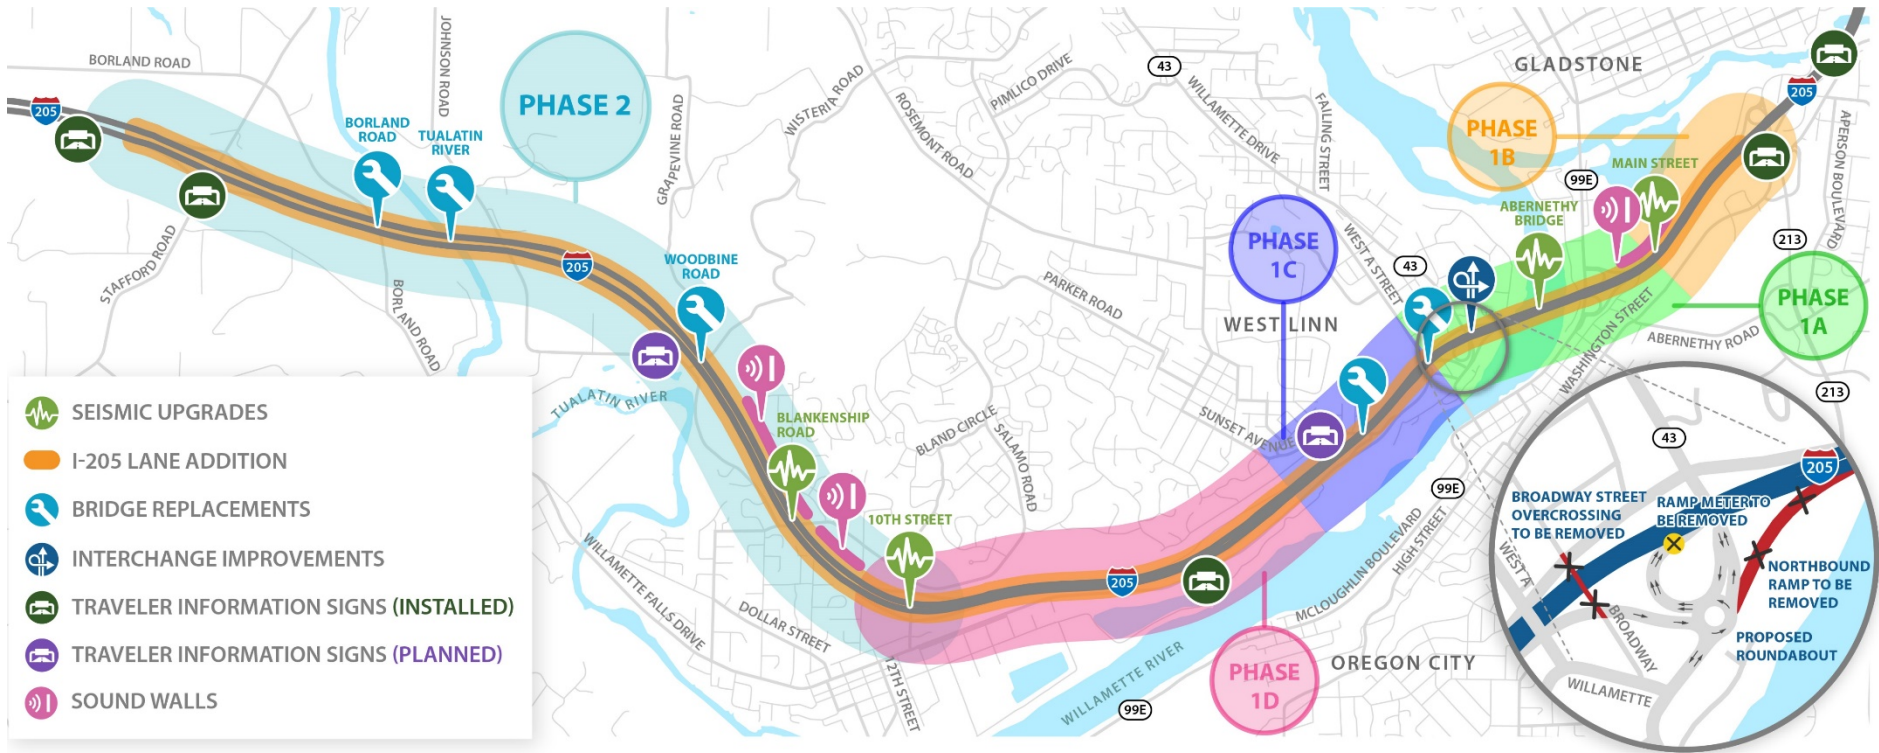 BORLAND ROAD
JOHNSON ROAD
205
PHASE 2
BORLAND
ROAD
TUALATIN
RIVER
GRAPEVINE ROAD
WISTERIA ROAD
ROSEMONT ROAD
PIMLICO DRIVE
43
WILLAMETTE DRIVE
FAILING STREET
GLADSTONE
205
APERSON BOULEVARD
PHASE
1B
MAIN STREET
99E
ABERNETHY
BRIDGE
PHASE
1C
WEST A STREET
43
213
STAFFORD ROAD
BORLAND ROAD
205
WOODBINE
ROAD
PARKER ROAD
WEST LINN
WASHINGTON STREET
PHASE
1A
ABERNETHY ROAD
213
TUALATIN RIVER
BLANKENSHIP
ROAD
BLAND CIRCLE
SALAMO ROAD
SUNSET AVENUE
99E
10TH STREET
WILLAMETTE FALLS DRIVE
DOLLAR STREET
12TH STREET
205
MCLOUGHLIN BOULEVARD
HIGH STREET
WILLAMETTE RIVER
PHASE
1D
OREGON CITY
99E
SEISMIC UPGRADES
I-205 LANE ADDITION
BRIDGE REPLACEMENTS
INTERCHANGE IMPROVEMENTS
TRAVELER INFORMATION SIGNS (INSTALLED)
TRAVELER INFORMATION SIGNS (PLANNED)
SOUND WALLS
43
205
BROADWAY STREET
OVERCROSSING
TO BE REMOVED
RAMP METER TO
BE REMOVED
NORTHBOUND
RAMP TO BE
REMOVED
PROPOSED
ROUNDABOUT
WEST A
BROADWAY
WILLAMETTE